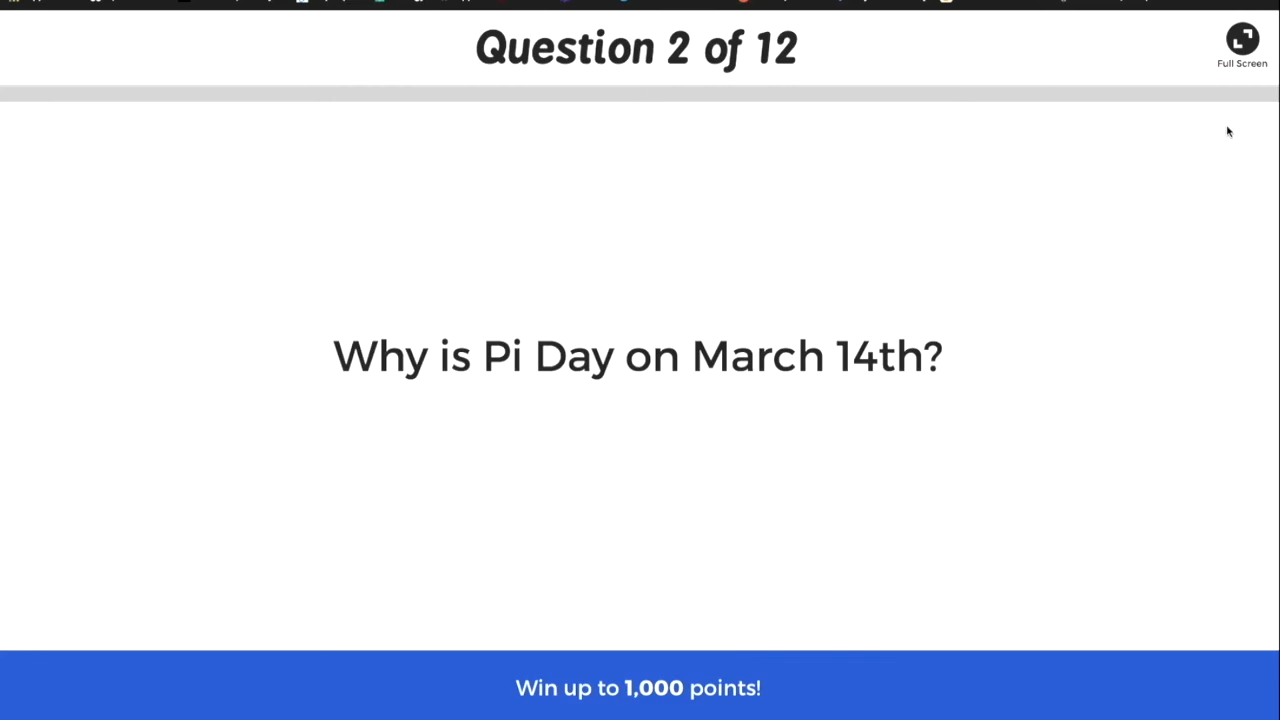 Question 2 of 12
Full Screen
Why is Pi Day on March 14th?
Win up to 1,000 points!